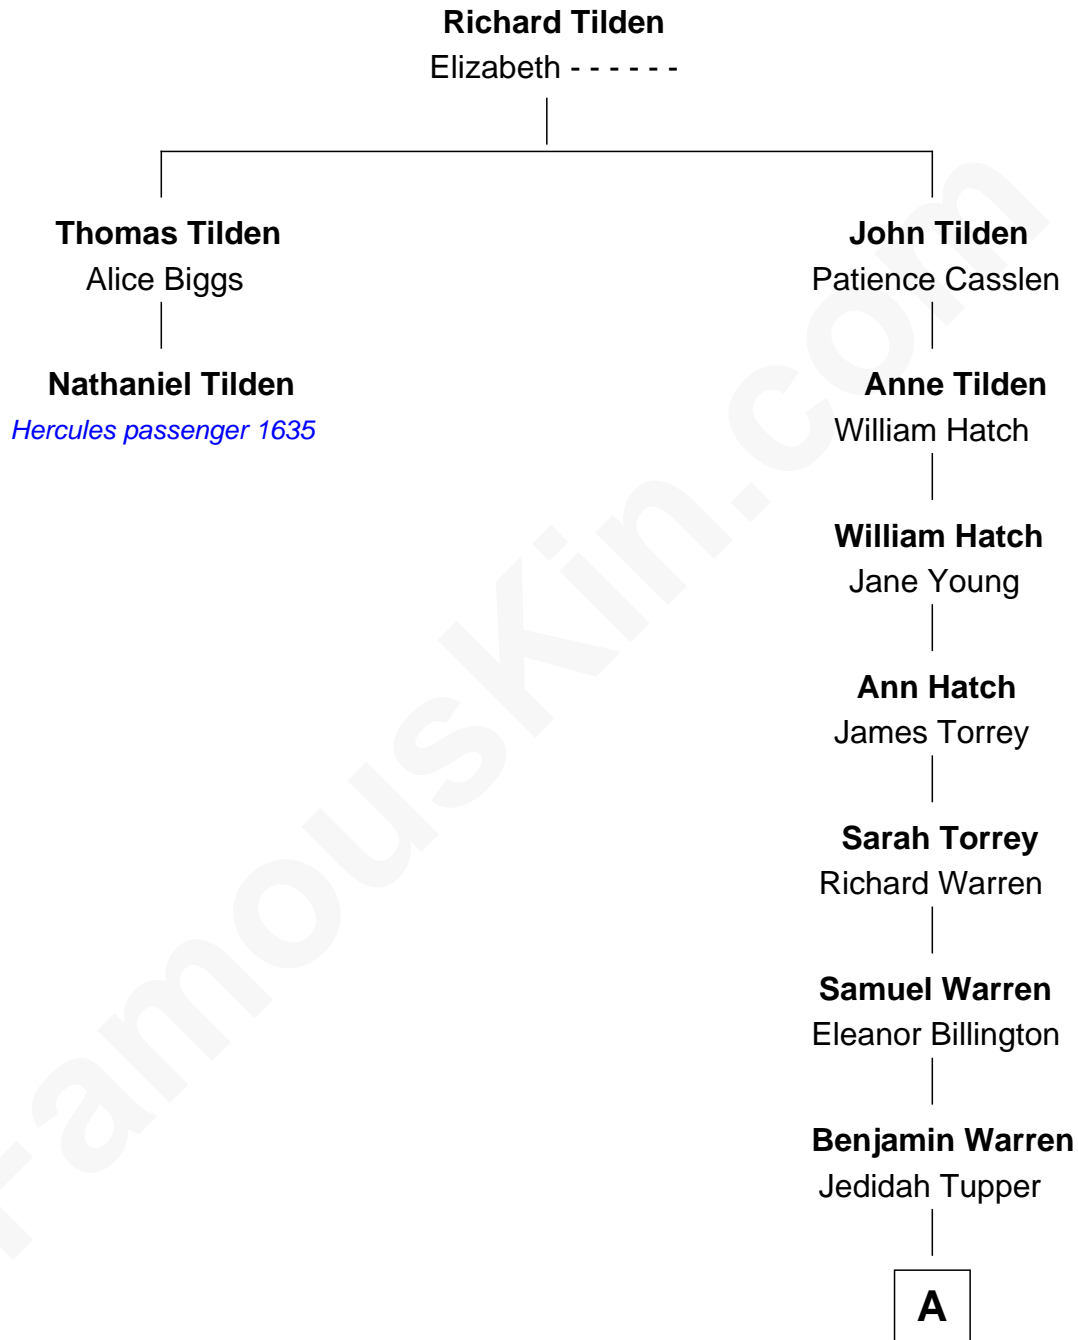 Richard Tilden
Elizabeth - - - - - -
Thomas Tilden
Alice Biggs
John Tilden
Patience Casslen
Nathaniel Tilden
Hercules passenger 1635
Anne Tilden
William Hatch
William Hatch
Jane Young
Ann Hatch
James Torrey
Sarah Torrey
Richard Warren
Samuel Warren
Eleanor Billington
Benjamin Warren
Jedidah Tupper
A
FamousKin.com